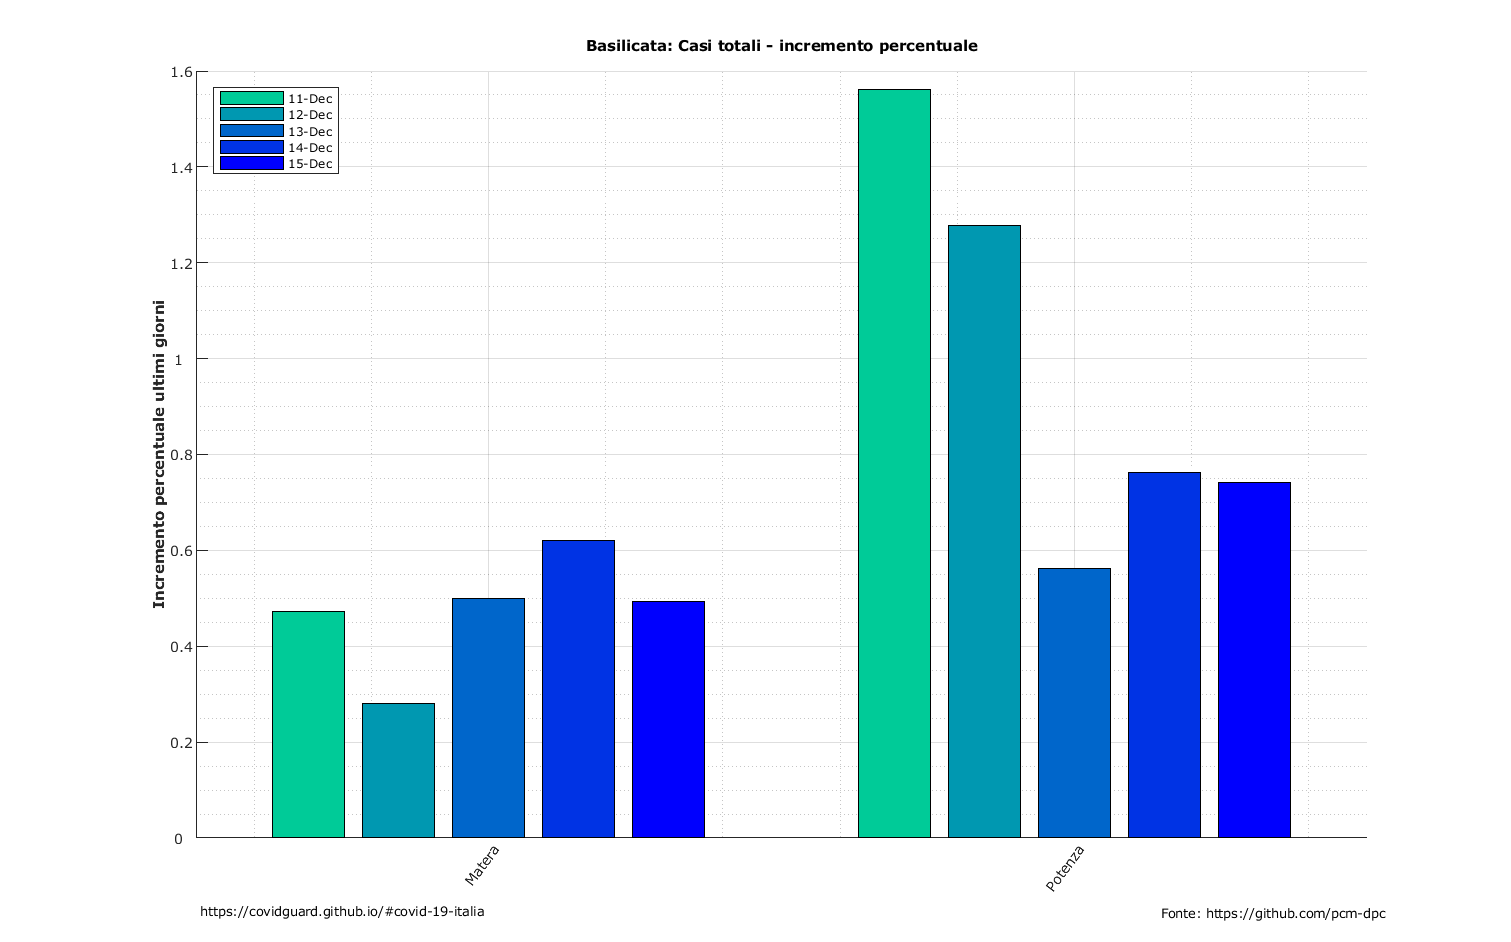 Basilicata: Casi totali - incremento percentuale
1.6
1.4
1.2
1
0.8
0.6
0.4
0.2
0
Incremento percentuale ultimi giorni
11-Dec
12-Dec
13-Dec
14-Dec
15-Dec
Matera
Potenza
https://covidguard.github.io/#covid-19-italia
Fonte: https://github.com/pcm-dpc